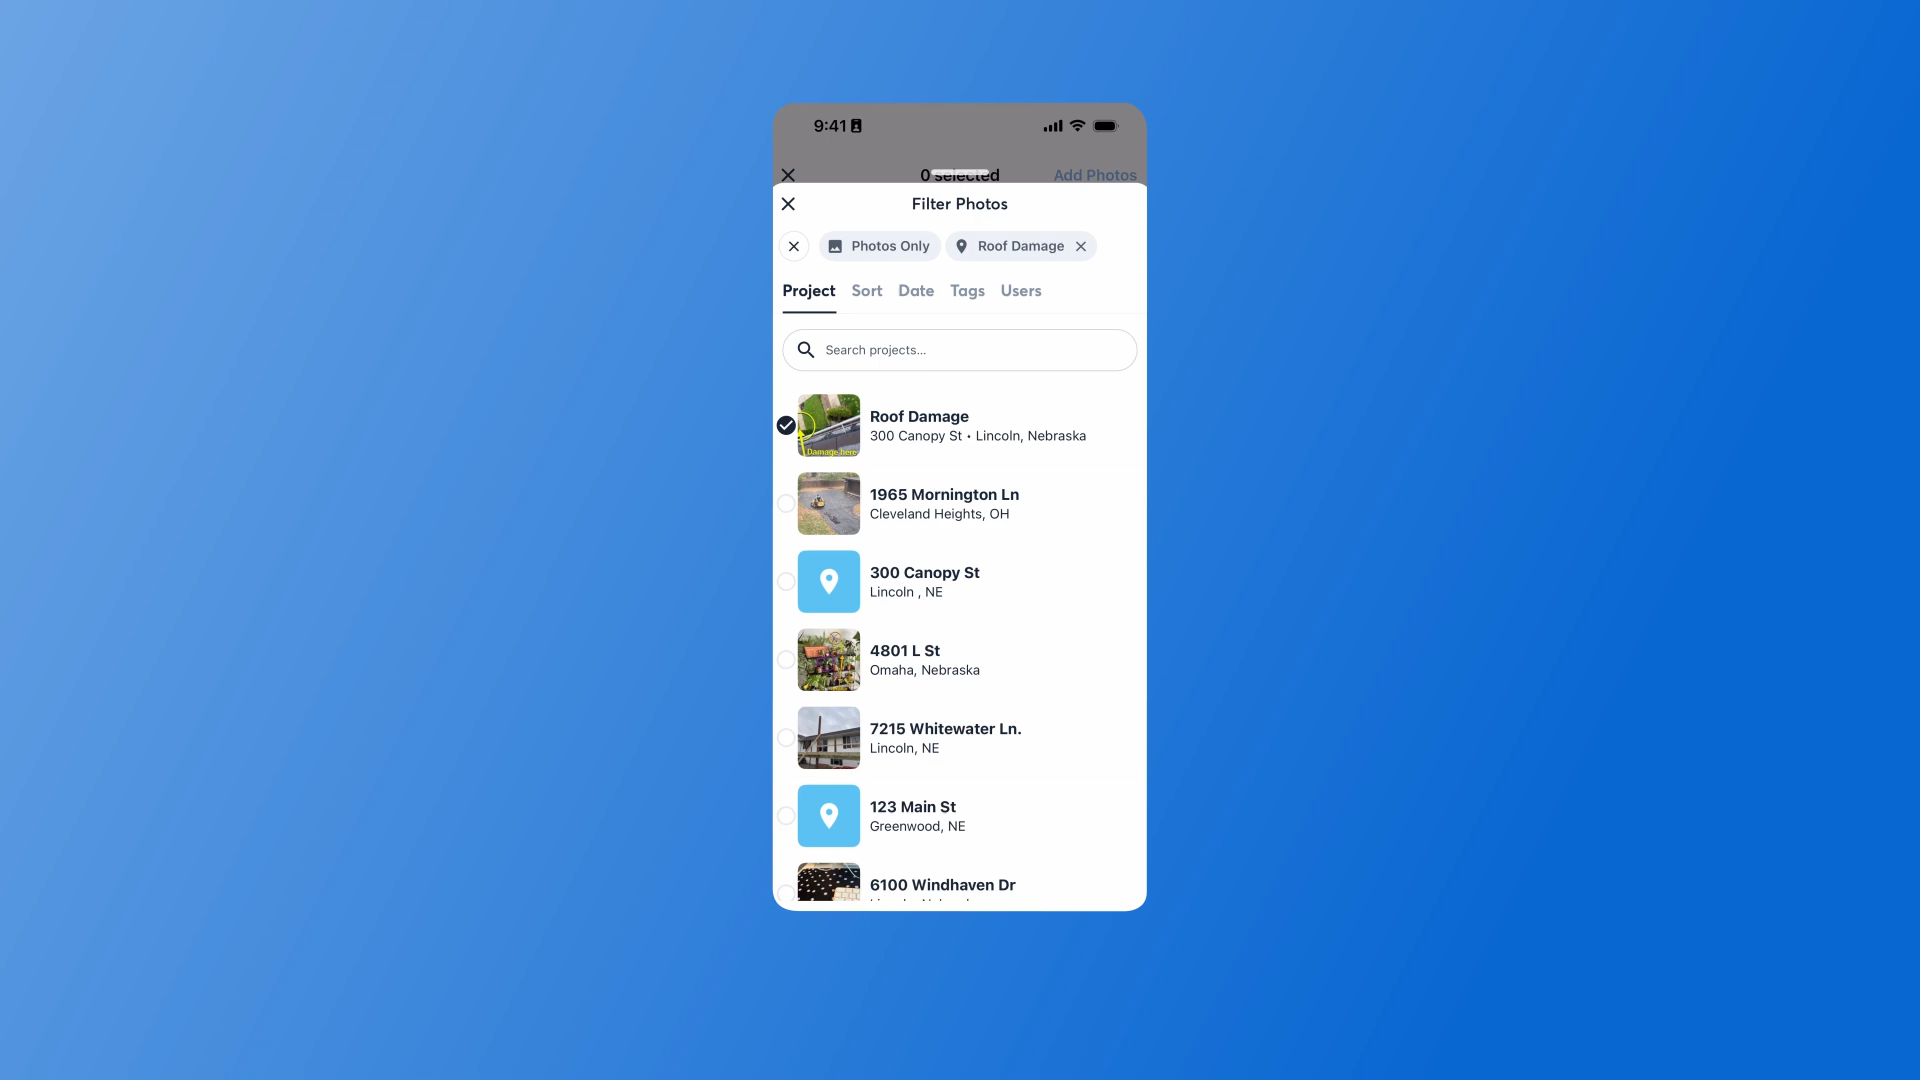 9:41
0 selected
Add Photos
Filter Photos
Photos Only
Roof Damage
Project
Sort
Date
Tags
Users
Search projects...
Damage here
Roof Damage
300 Canopy St • Lincoln, Nebraska
1965 Mornington Ln
Cleveland Heights, OH
300 Canopy St
Lincoln , NE
4801 L St
Omaha, Nebraska
7215 Whitewater Ln.
Lincoln, NE
123 Main St
Greenwood, NE
6100 Windhaven Dr